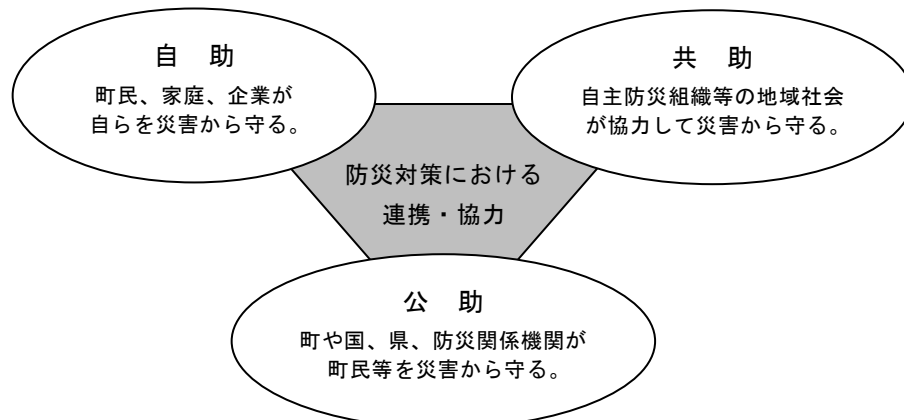 自　助
町民、家庭、企業が
自らを災害から守る。
共　助
自主防災組織等の地域社会
が協力して災害から守る。
防災対策における
連携・協力
公　助
町や国、県、防災関係機関が
町民等を災害から守る。